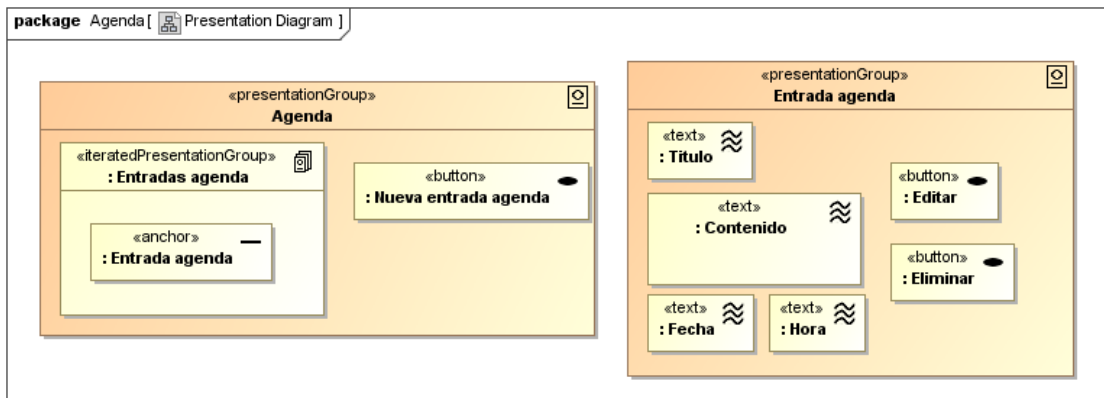 package Agenda [ Presentation Diagram ]
«presentationGroup»
Agenda
«iteratedPresentationGroup»
: Entradas agenda
«anchor»
: Entrada agenda
«button»
: Nueva entrada agenda
«presentationGroup»
Entrada agenda
«text»
: Titulo
«text»
: Contenido
«text»
: Fecha
«text»
: Hora
«button»
: Editar
«button»
: Eliminar